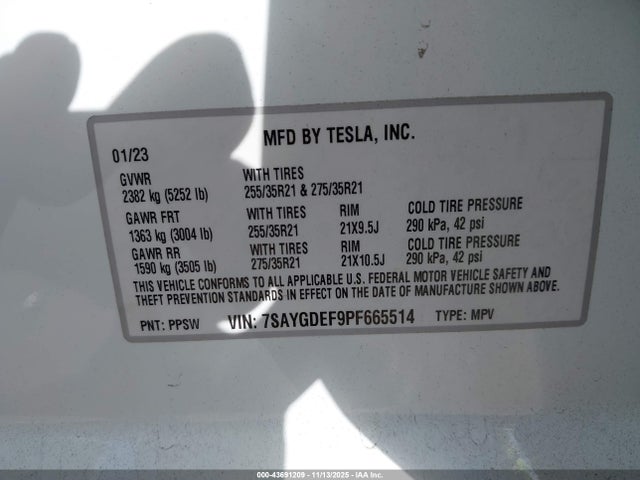 MFD BY TESLA, INC.
01/23
GVWR WITH TIRES
2382 kg (5252 lb) 255/35R21 & 275/35R21
GAWR FRT WITH TIRES RIM COLD TIRE PRESSURE
1363 kg (3004 lb) 255/35R21 21X9.5J 290 kPa, 42 psi
GAWR RR WITH TIRES RIM COLD TIRE PRESSURE
1590 kg (3505 lb) 275/35R21 21X10.5J 290 kPa, 42 psi
THIS VEHICLE CONFORMS TO ALL APPLICABLE U.S. FEDERAL MOTOR VEHICLE SAFETY AND
THEFT PREVENTION STANDARDS IN EFFECT ON THE DATE OF MANUFACTURE SHOWN ABOVE.
PNT: PPSW VIN: 7SAYGDEF9PF665514 TYPE: MPV
000-43691209 - 11/13/2025 - IAA Inc.